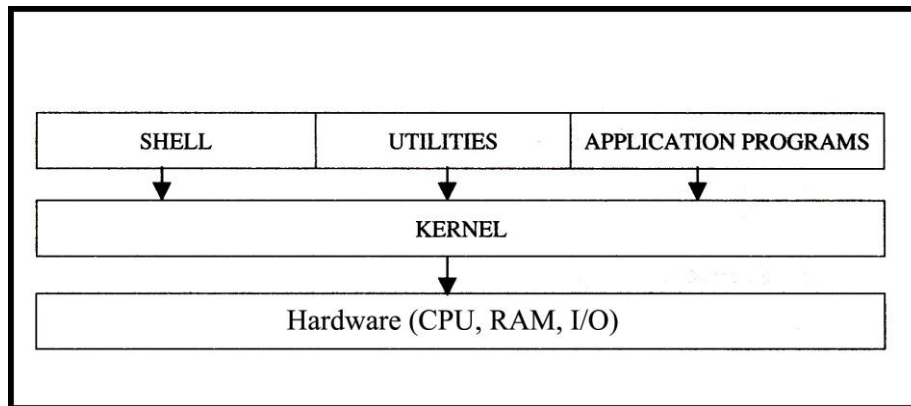 SHELL UTILITIES APPLICATION PROGRAMS
KERNEL
Hardware (CPU, RAM, I/O)